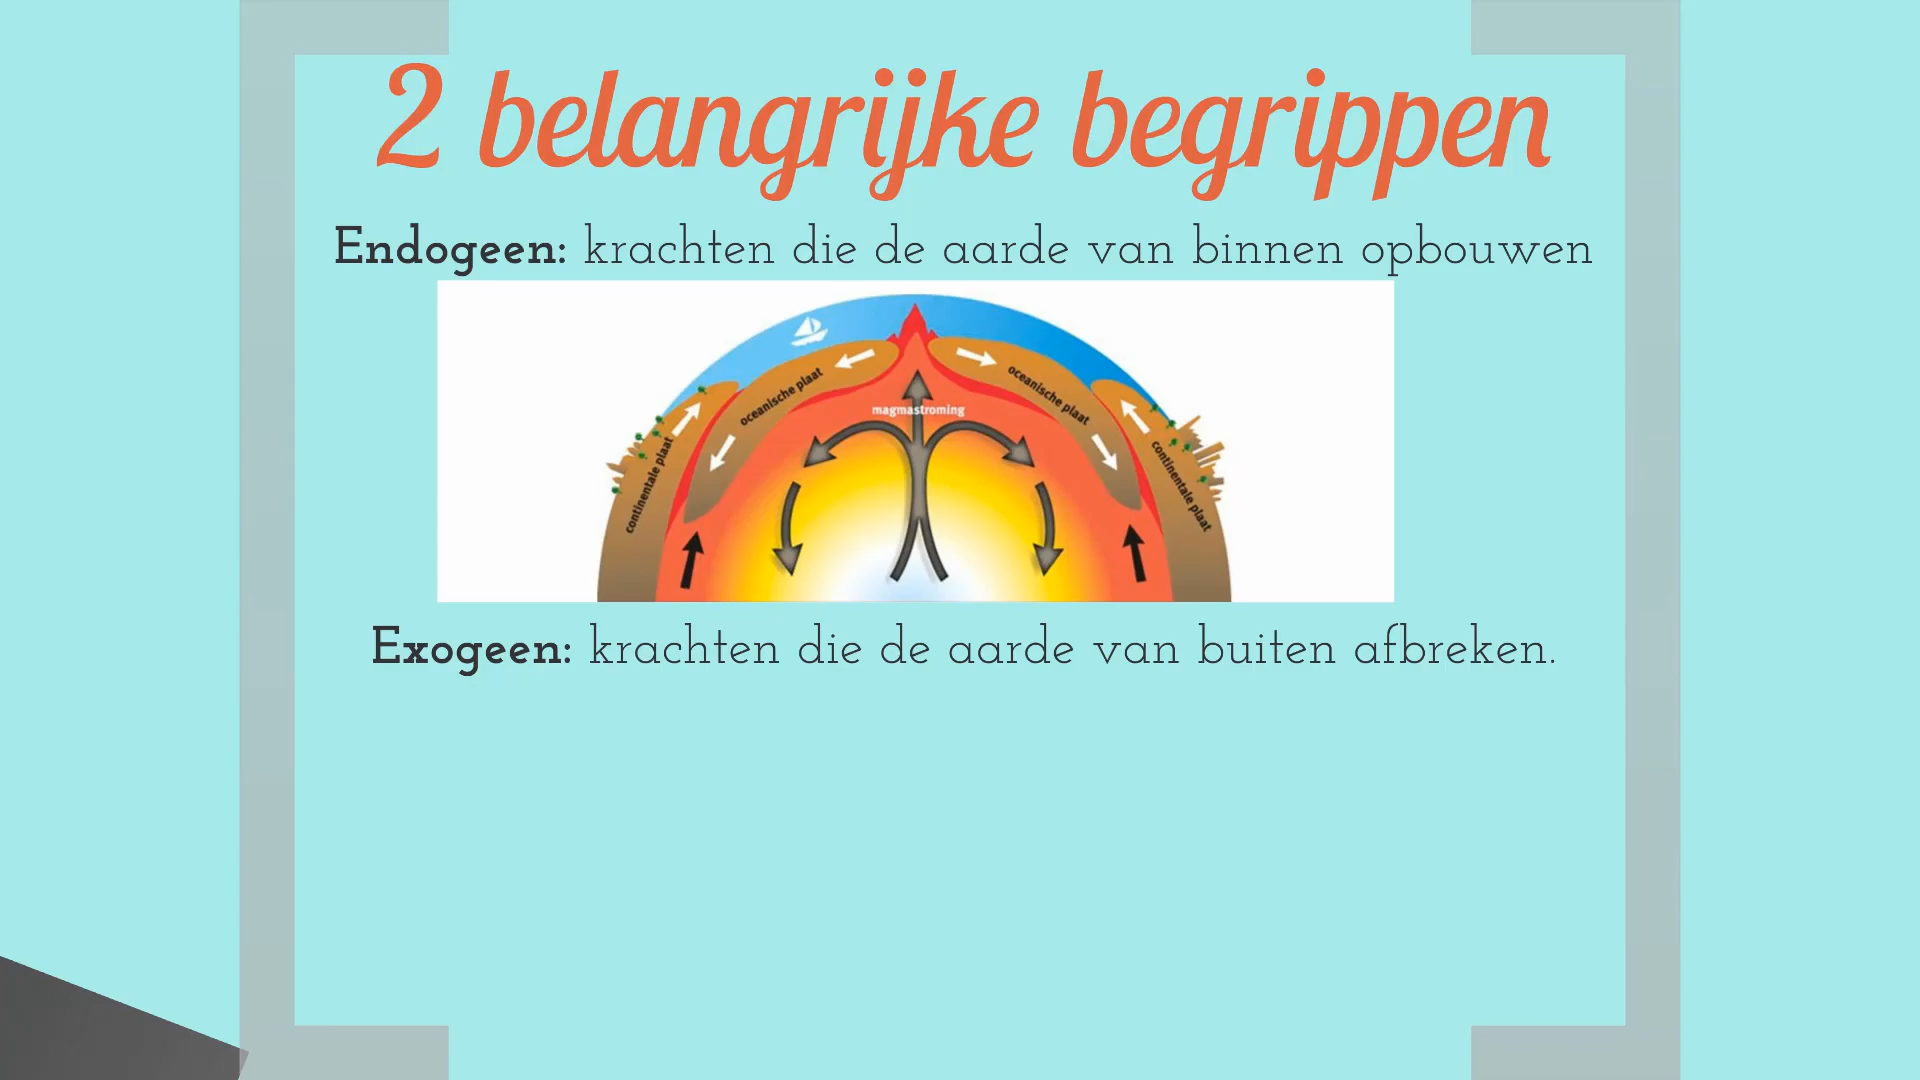 2 belangrijke begrippen
Endogeen: krachten die de aarde van binnen opbouwen
oceanische plaat
oceanische plaat
magmastroming
continentale plaat
continentale plaat
Exogeen: krachten die de aarde van buiten afbreken.